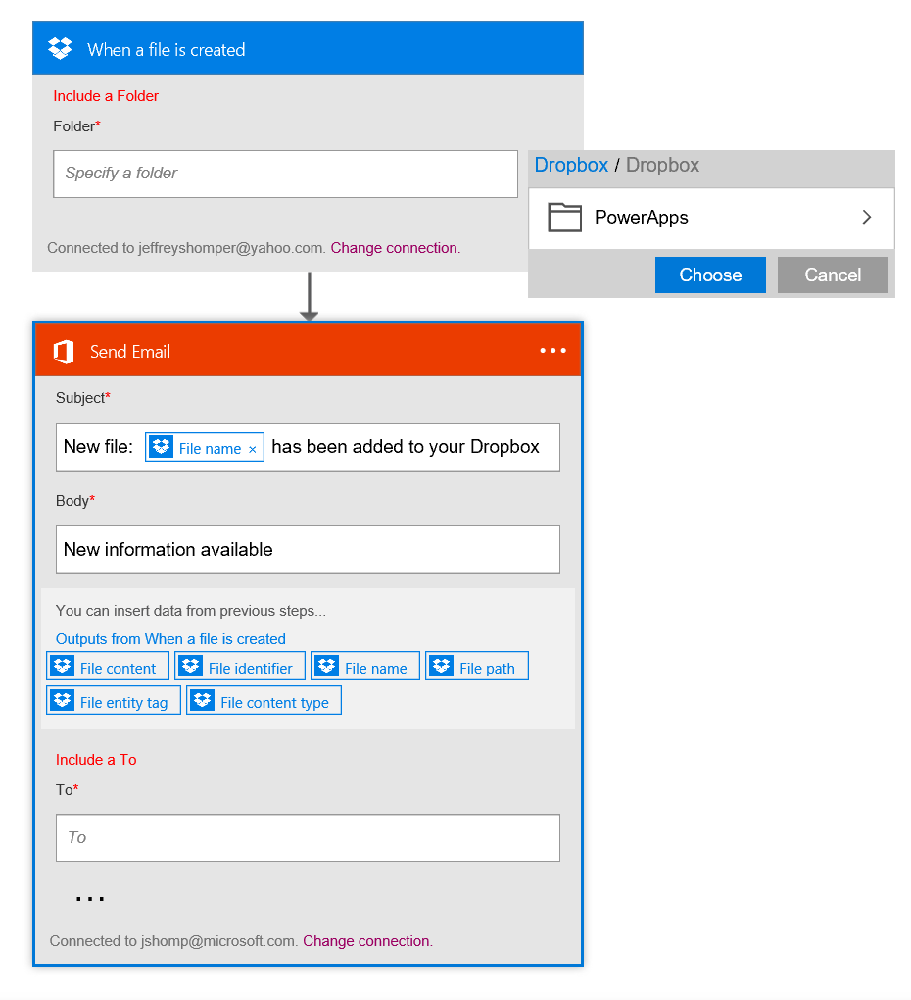 When a file is created
Include a Folder
Folder*
Specify a folder
Connected to jeffreyshomper@yahoo.com. Change connection.
Dropbox / Dropbox
PowerApps
Choose Cancel
Send Email
Subject*
New file: File name × has been added to your Dropbox
Body*
New information available
You can insert data from previous steps...
Outputs from When a file is created
File content File identifier File name File path
File entity tag File content type
Include a To
To*
To
...
Connected to jshomp@microsoft.com. Change connection.